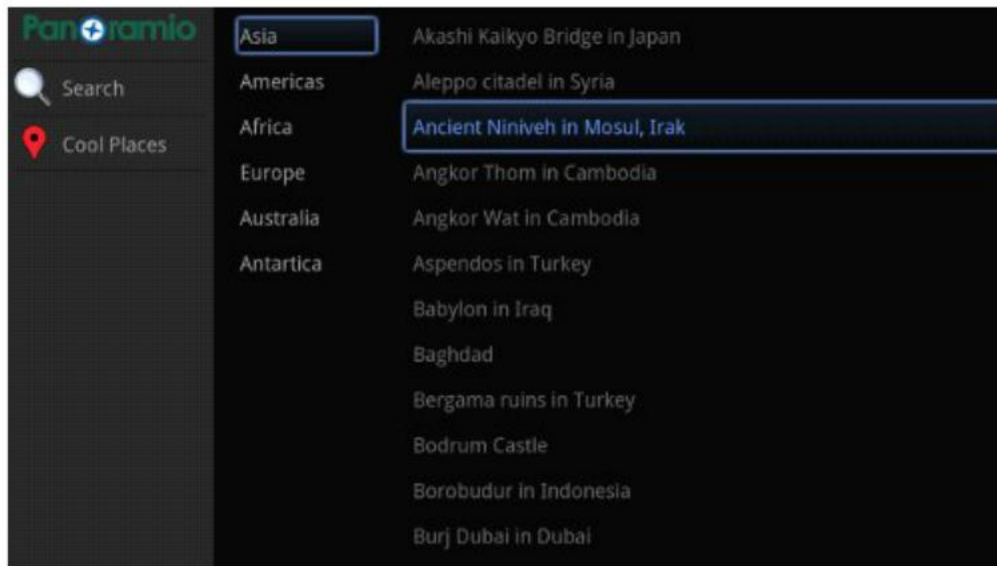 Panoramio
Search
Cool Places
Asia
Americas
Africa
Europe
Australia
Antartica
Akashi Kaikyo Bridge in Japan
Aleppo citadel in Syria
Ancient Niniveh in Mosul, Irak
Angkor Thom in Cambodia
Angkor Wat in Cambodia
Aspendos in Turkey
Babylon in Iraq
Baghdad
Bergama ruins in Turkey
Bodrum Castle
Borobudur in Indonesia
Burj Dubai in Dubai